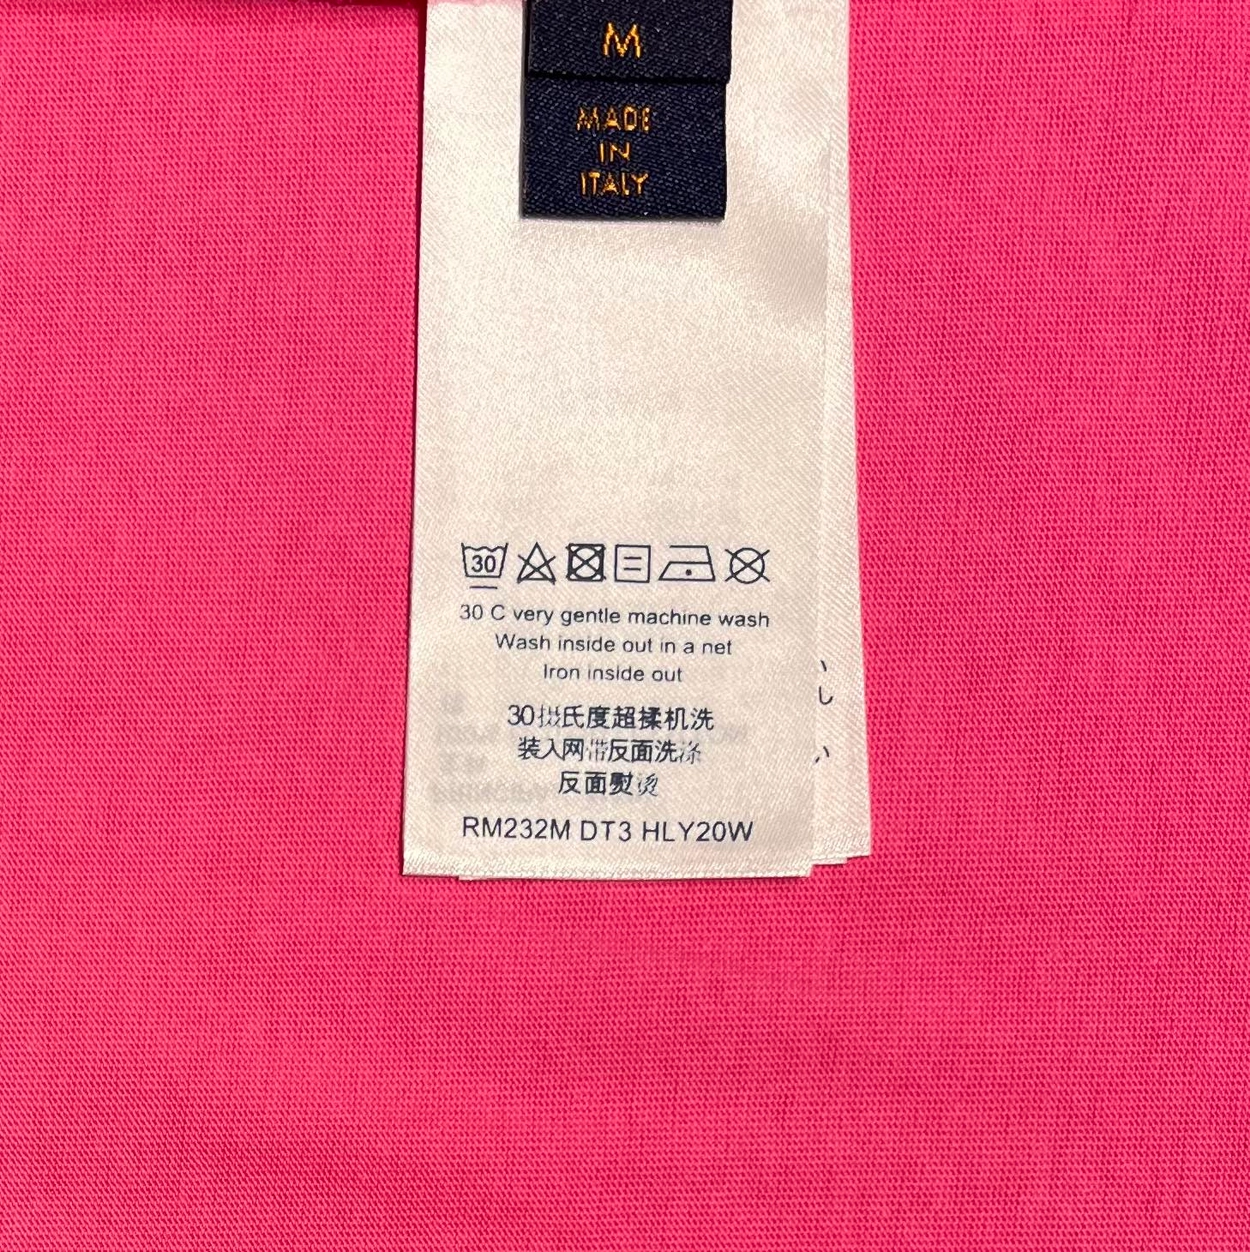 M
MADE
IN
ITALY
30
30 C very gentle machine wash
Wash inside out in a net
Iron inside out
30摄氏度超揉机洗
装入网带反面洗涤
反面熨烫
RM232M DT3 HLY20W